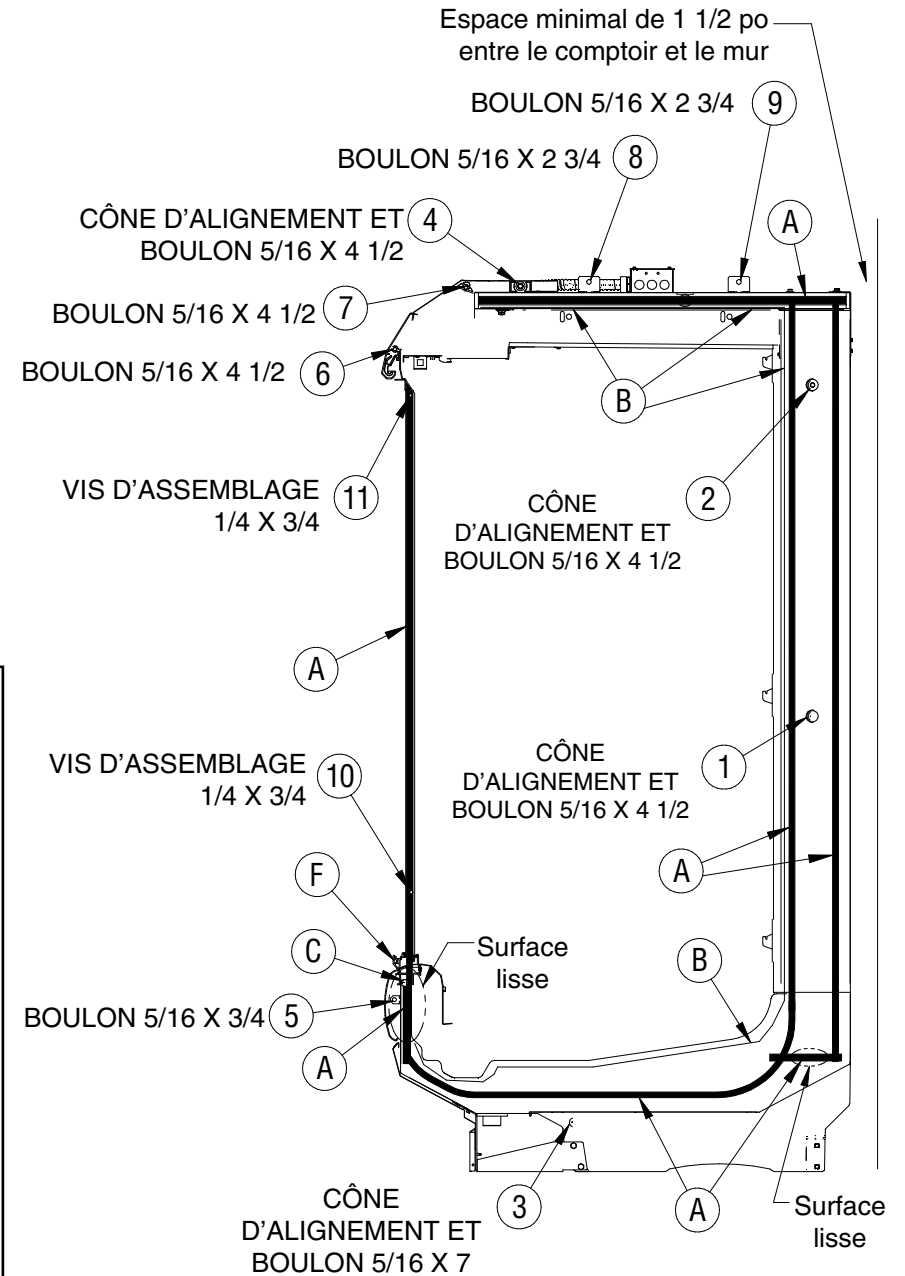 Espace minimal de 1 1/2 po
entre le comptoir et le mur
BOULON 5/16 X 2 3/4 9
BOULON 5/16 X 2 3/4 8
CÔNE D'ALIGNEMENT ET 4
BOULON 5/16 X 4 1/2
A
BOULON 5/16 X 4 1/2 7
BOULON 5/16 X 4 1/2 6
B
VIS D'ASSEMBLAGE 11
1/4 X 3/4
2
CÔNE
D'ALIGNEMENT ET
BOULON 5/16 X 4 1/2
A
VIS D'ASSEMBLAGE 10
1/4 X 3/4
1
CÔNE
D'ALIGNEMENT ET
BOULON 5/16 X 4 1/2
A
F
C
Surface
lisse
B
BOULON 5/16 X 3/4 5
A
3
A
CÔNE
D'ALIGNEMENT ET
BOULON 5/16 X 7
Surface
lisse